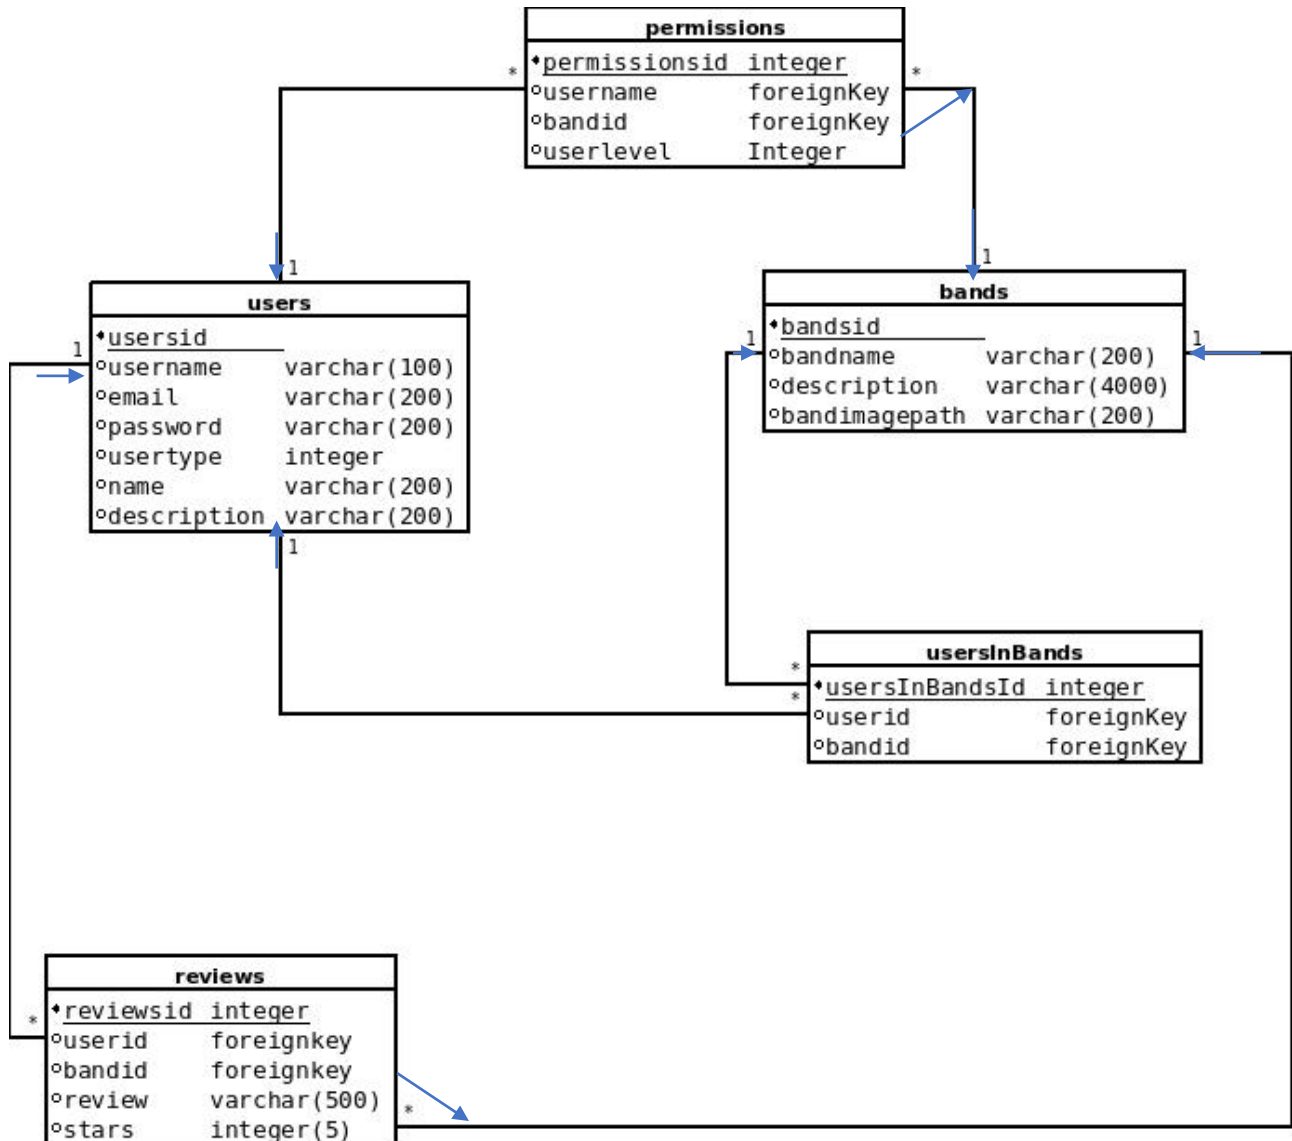 permissions
permissionsid integer
username foreignKey
bandid foreignKey
userlevel Integer
*
*
1
1
users
usersid
username varchar(100)
email varchar(200)
password varchar(200)
usertype integer
name varchar(200)
description varchar(200)
1
1
bands
bandsid
bandname varchar(200)
description varchar(4000)
bandimagepath varchar(200)
1
1
usersInBands
usersInBandsId integer
userid foreignKey
bandid foreignKey
*
*
reviews
reviewsid integer
userid foreignkey
bandid foreignkey
review varchar(500)
stars integer(5)
*
*